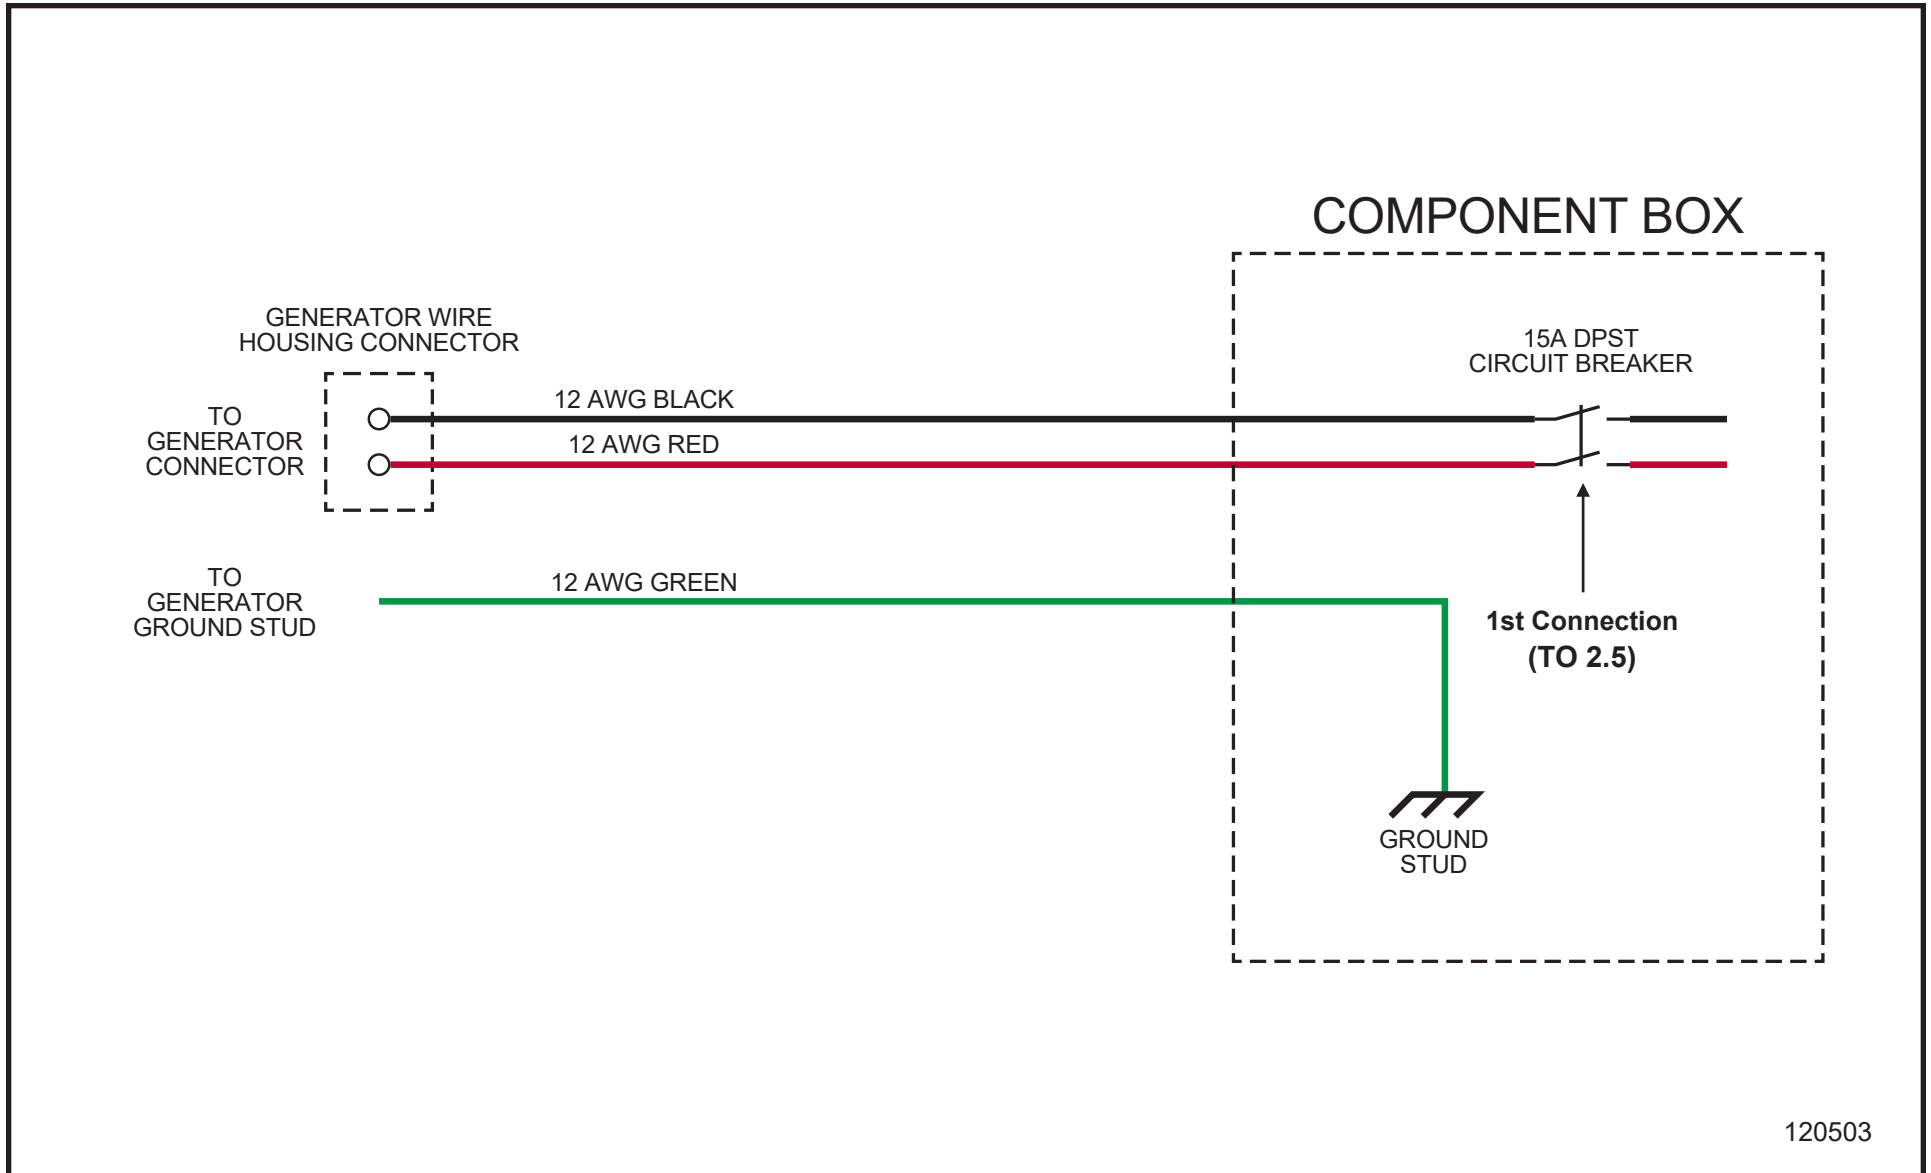 COMPONENT BOX
GENERATOR WIRE
HOUSING CONNECTOR
15A DPST
CIRCUIT BREAKER
TO
GENERATOR
CONNECTOR
12 AWG BLACK
12 AWG RED
TO
GENERATOR
GROUND STUD
12 AWG GREEN
1st Connection
(TO 2.5)
GROUND
STUD
120503